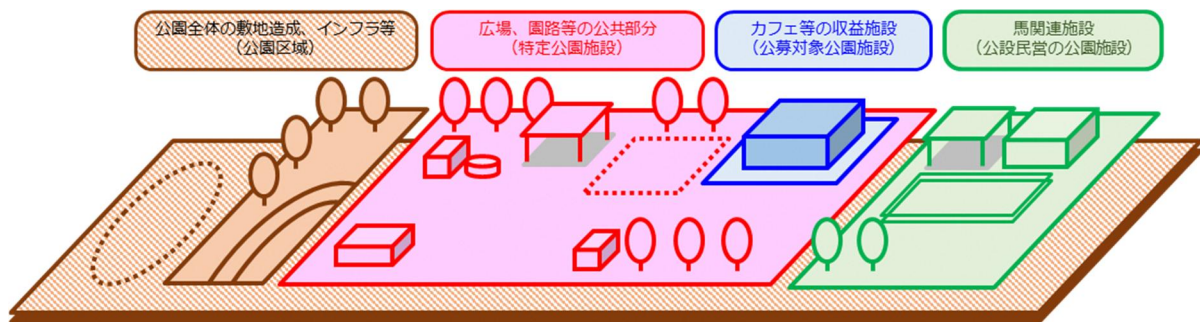 公園全体の敷地造成、インフラ等
（公園区域）
広場、園路等の公共部分
（特定公園施設）
カフェ等の収益施設
（公募対象公園施設）
馬関連施設
（公設民営の公園施設）